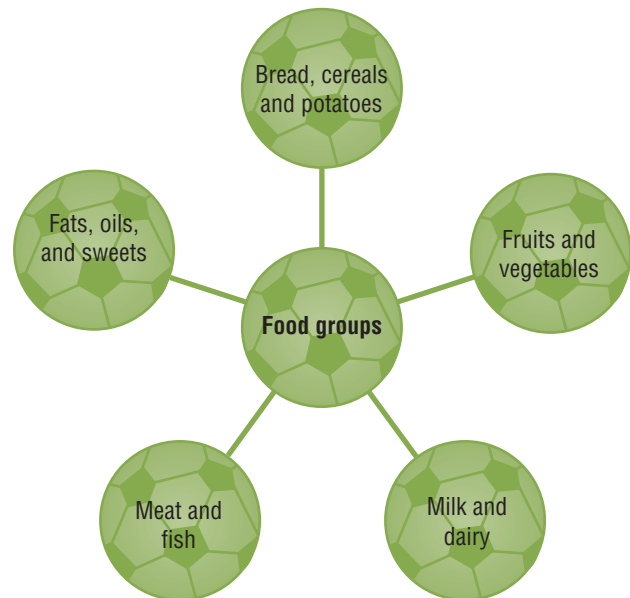 Bread, cereals
and potatoes
Fats, oils,
and sweets
Fruits and
vegetables
Food groups
Meat and
fish
Milk and
dairy